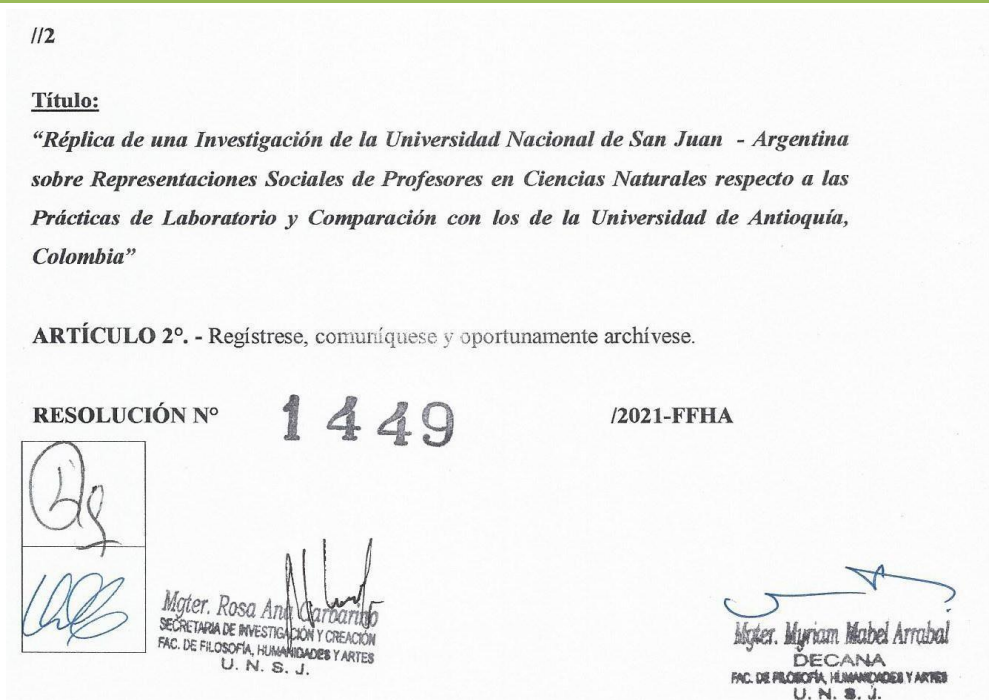 //2
Título:
“Réplica de una Investigación de la Universidad Nacional de San Juan - Argentina
sobre Representaciones Sociales de Profesores en Ciencias Naturales respecto a las
Prácticas de Laboratorio y Comparación con los de la Universidad de Antioquía,
Colombia”
ARTÍCULO 2°. - Regístrese, comuníquese y oportunamente archívese.
RESOLUCIÓN N° 1449 /2021-FFHA
Mgter. Rosa Ana Garbarino
SECRETARIA DE INVESTIGACIÓN Y CREACIÓN
FAC. DE FILOSOFÍA, HUMANIDADES Y ARTES
U. N. S. J.
Mgter. Myriam Mabel Arrabal
DECANA
FAC. DE FILOSOFÍA, HUMANIDADES Y ARTES
U. N. S. J.